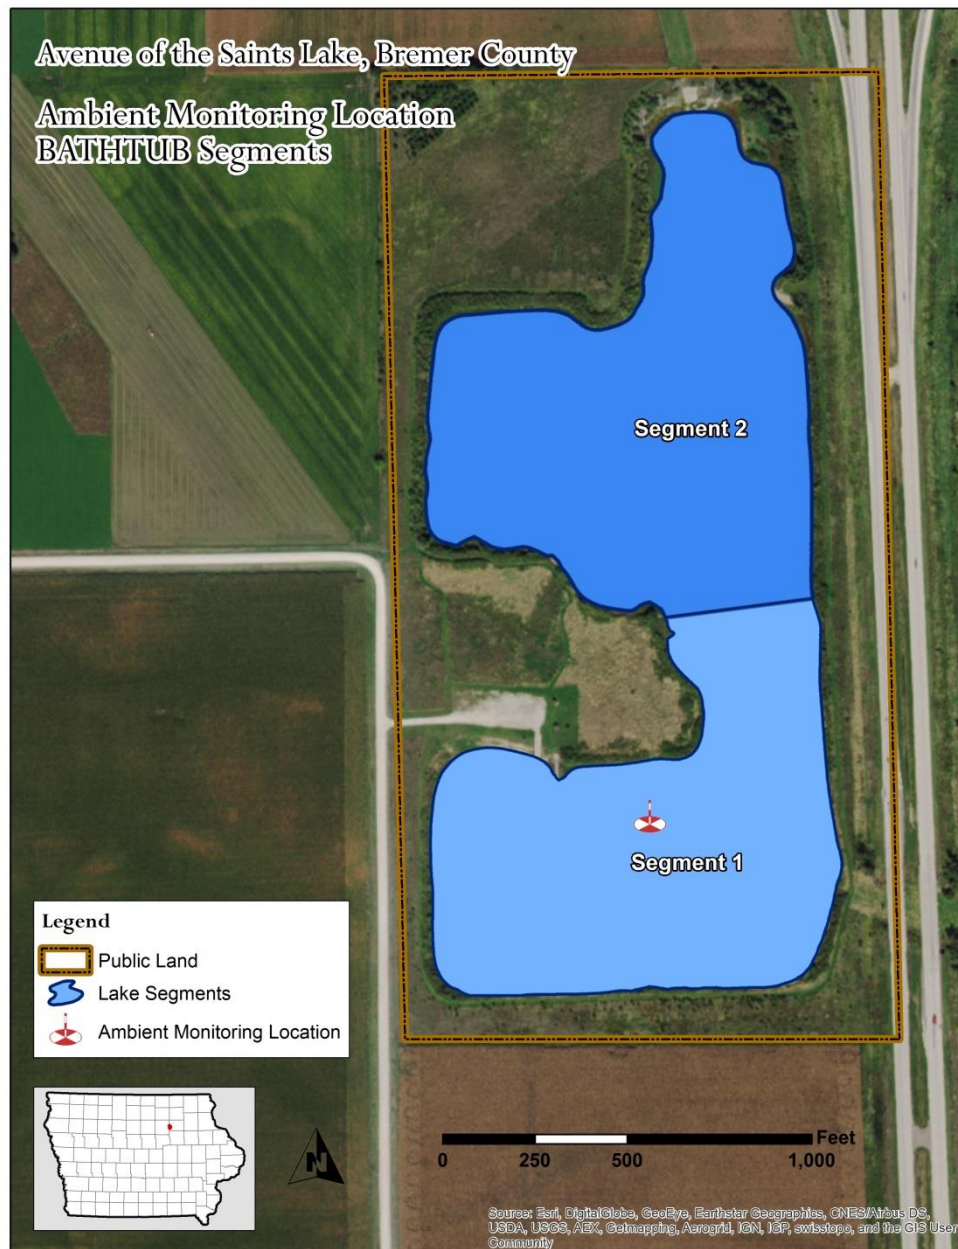 Avenue of the Saints Lake, Bremer County
Ambient Monitoring Location
BATHTUB Segments
Segment 2
Segment 1
Legend
Public Land
Lake Segments
Ambient Monitoring Location
N
Feet
0 250 500 1,000
Source: Esri, DigitalGlobe, GeoEye, Earthstar Geographics, CNES/Airbus DS,
USDA, USGS, AEX, Getmapping, Aerogrid, IGN, IGP, swisstopo, and the GIS User
Community